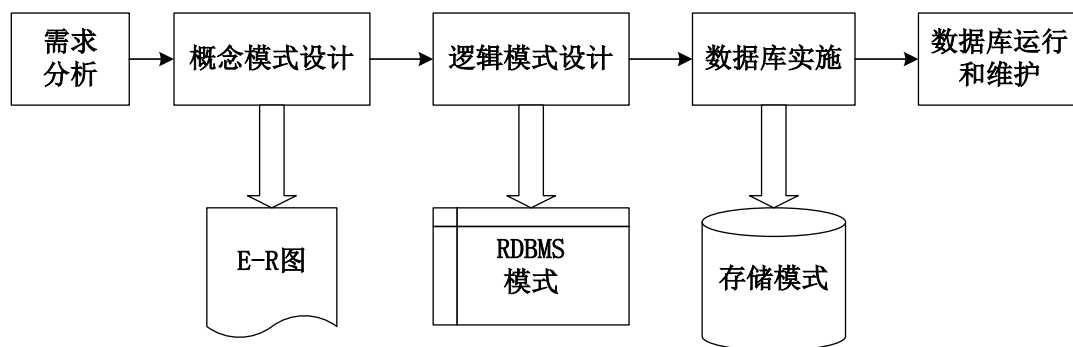 需求
分析
概念模式设计
逻辑模式设计
数据库实施
数据库运行
和维护
E-R图
RDBMS
模式
存储模式